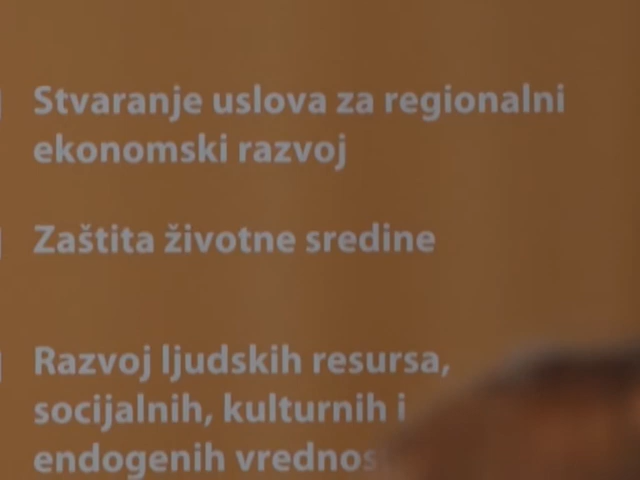 Stvaranje uslova za regionalni
ekonomski razvoj
Zaštita životne sredine
Razvoj ljudskih resursa,
socijalnih, kulturnih i
endogenih